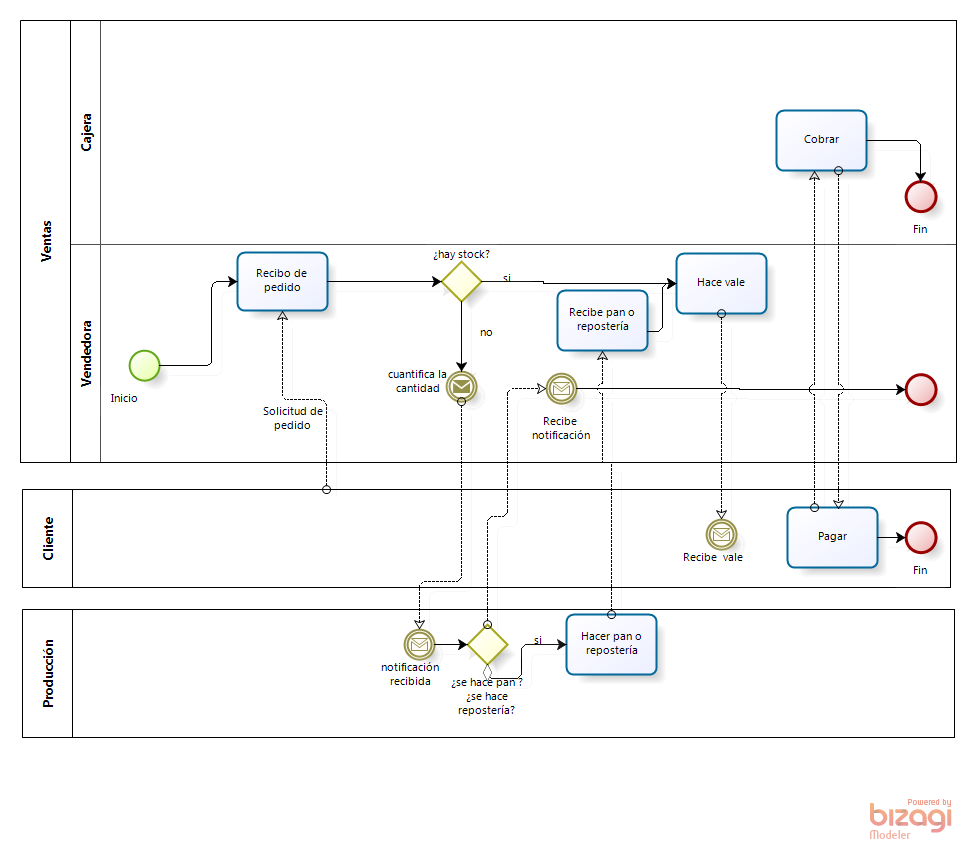 Ventas
Cajera
Cobrar
Fin
Vendedora
Inicio
Recibo de
pedido
Solicitud de
pedido
¿hay stock?
si
no
cuantifica la
cantidad
Recibe pan o
repostería
Recibe
notificación
Hace vale
Cliente
Recibe vale
Pagar
Fin
Producción
notificación
recibida
¿se hace pan ?
¿se hace
repostería?
si
Hacer pan o
repostería
Powered by
bizagi
Modeler